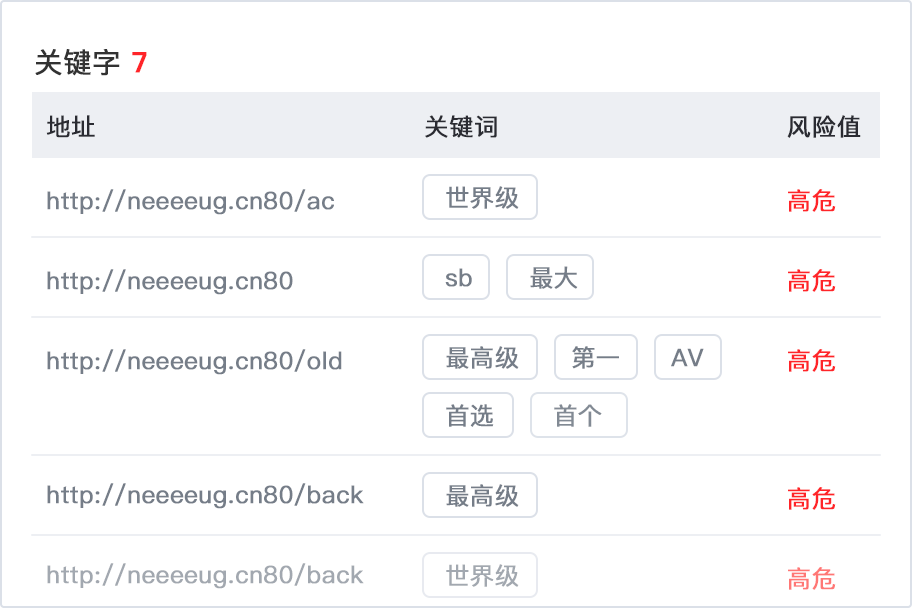 关键字 7
地址 关键词 风险值
http://neeeeug.cn80/ac 世界级 高危
http://neeeeug.cn80 sb 最大 高危
http://neeeeug.cn80/old 最高级 第一 AV 高危
首选 首个
http://neeeeug.cn80/back 最高级 高危
http://neeeeug.cn80/back 世界级 高危